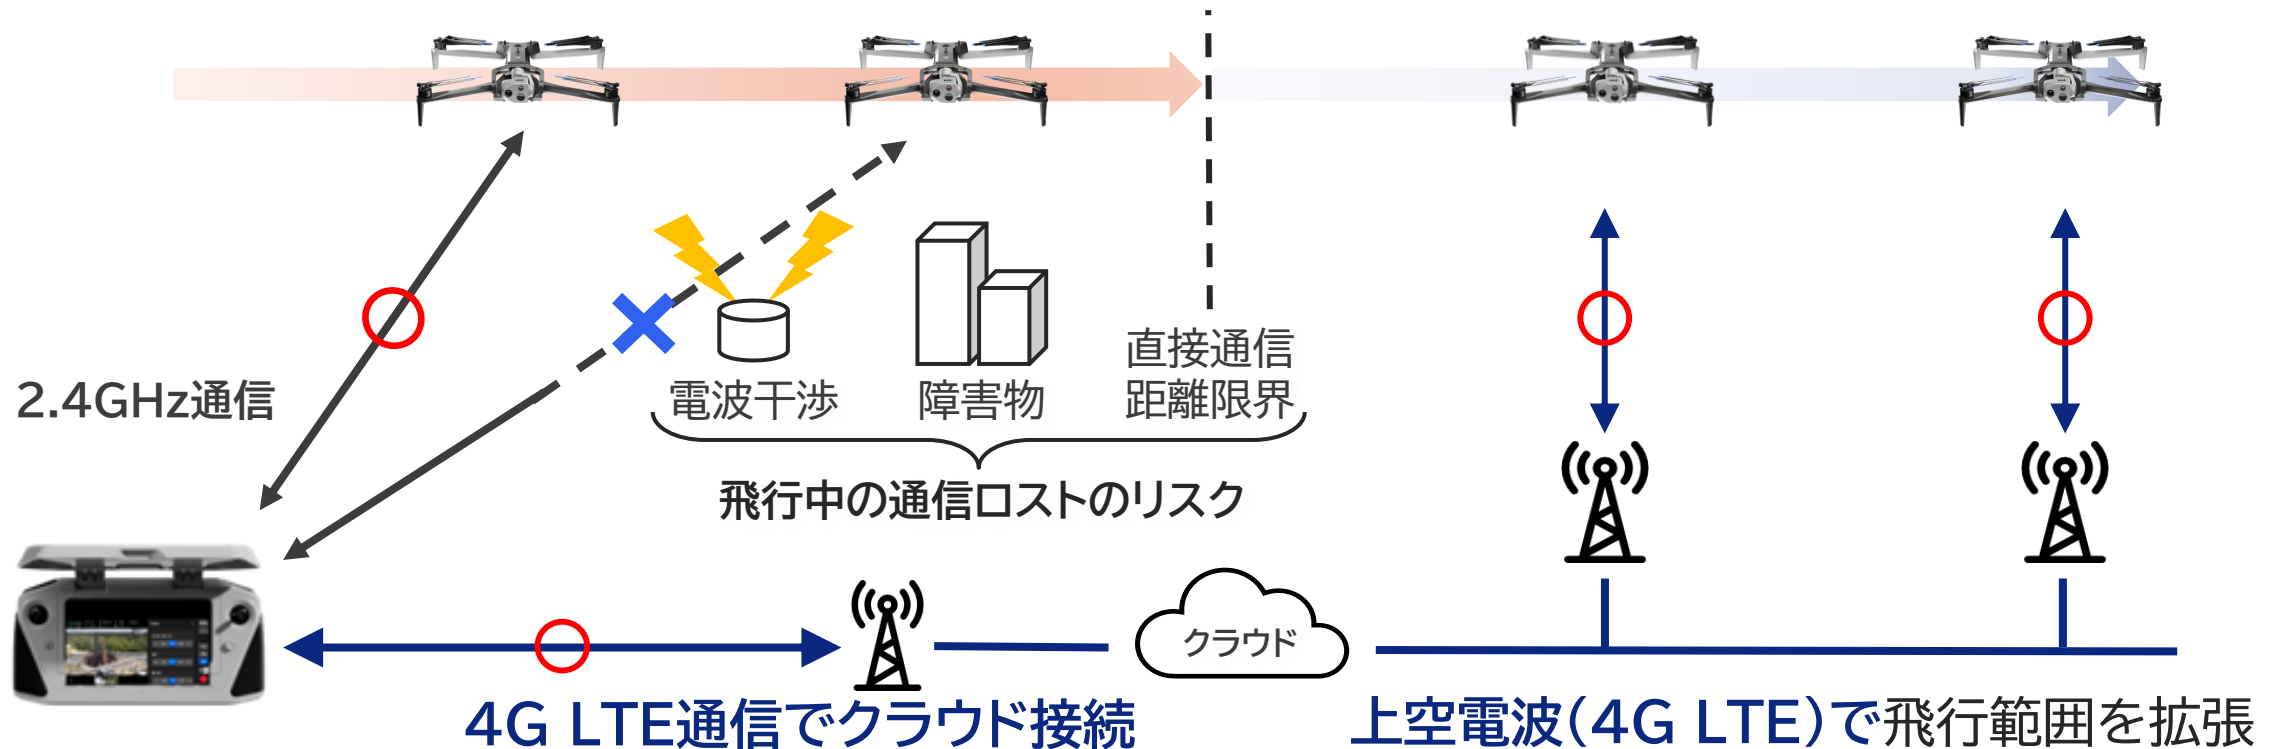 2.4GHz通信
電波干渉
障害物
直接通信
距離限界
飛行中の通信ロストのリスク
クラウド
4G LTE通信でクラウド接続
上空電波(4G LTE)で飛行範囲を拡張